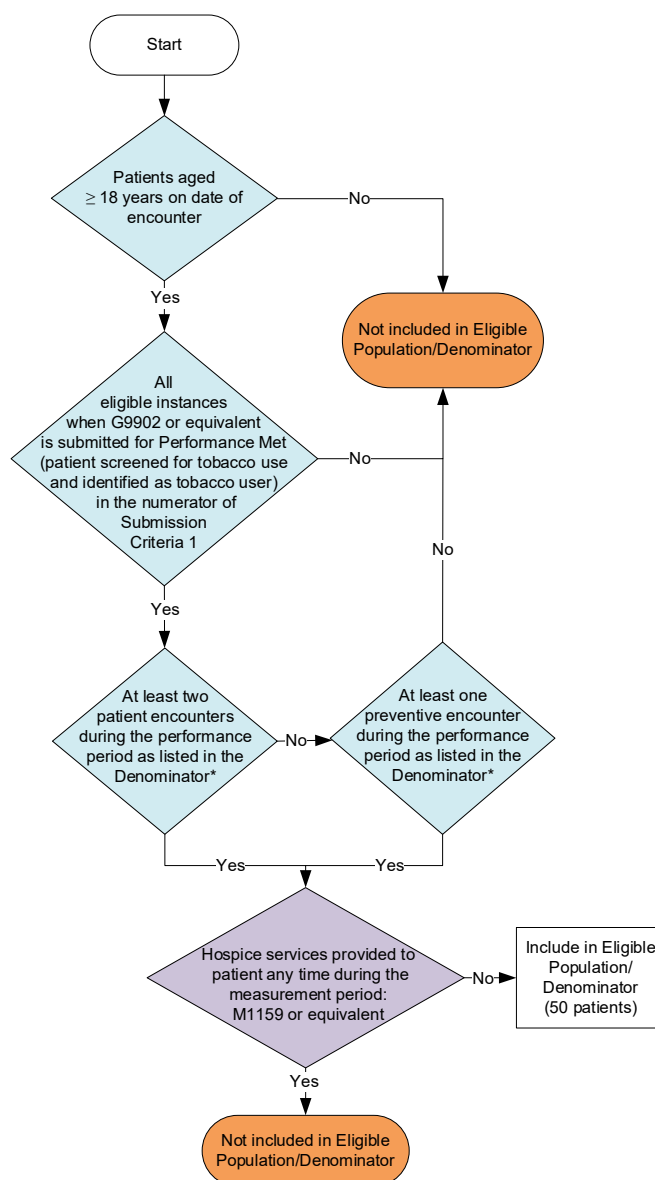 Start
Patients aged
≥ 18 years on date of
encounter
No
Yes
Not included in Eligible
Population/Denominator
All
eligible instances
when G9902 or equivalent
is submitted for Performance Met
(patient screened for tobacco use
and identified as tobacco user)
in the numerator of
Submission
Criteria 1
No
No
Yes
At least two
patient encounters
during the performance
period as listed in the
Denominator*
No
At least one
preventive encounter
during the performance
period as listed in the
Denominator*
Yes
Yes
Hospice services provided to
patient any time during the
measurement period:
M1159 or equivalent
No
Include in Eligible
Population/
Denominator
(50 patients)
Yes
Not included in Eligible
Population/Denominator